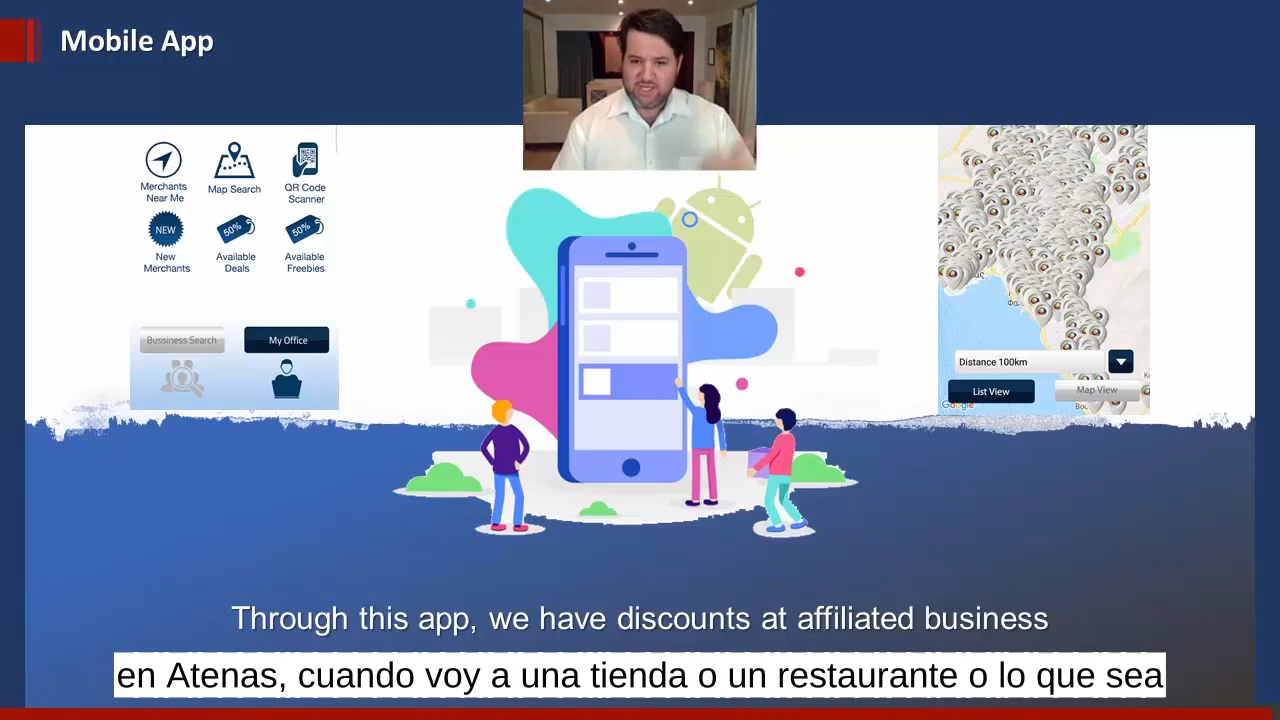 Mobile App
Merchants
Near Me
Map Search
QR Code
Scanner
NEW
New
Merchants
50%
Available
Deals
50%
Available
Freebies
Bussiness Search
My Office
Distance 100km
List View
Map View
Google
Through this app, we have discounts at affiliated business
en Atenas, cuando voy a una tienda o un restaurante o lo que sea